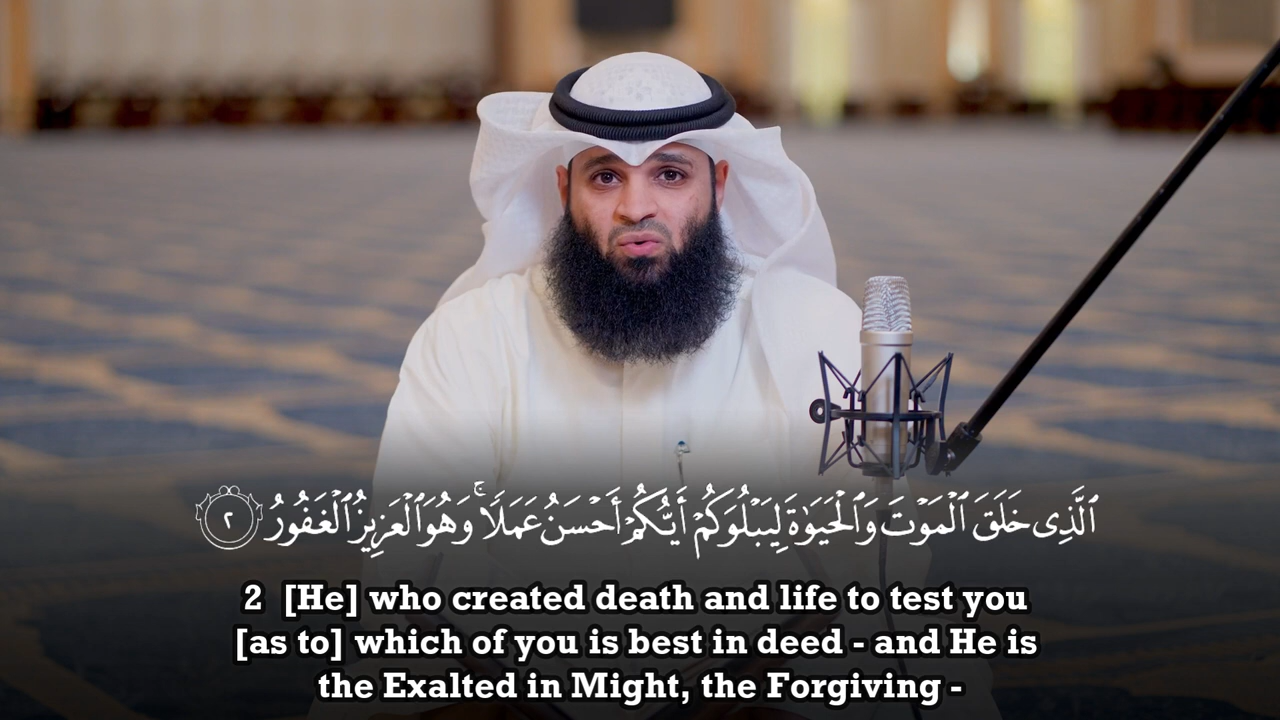 ٱلَّذِى خَلَقَ ٱلْمَوْتَ وَٱلْحَيَوٰةَ لِيَبْلُوَكُمْ أَيُّكُمْ أَحْسَنُ عَمَلًا ۚ وَهُوَ ٱلْعَزِيزُ ٱلْغَفُورُ ٢
2 [He] who created death and life to test you
[as to] which of you is best in deed - and He is
the Exalted in Might, the Forgiving -